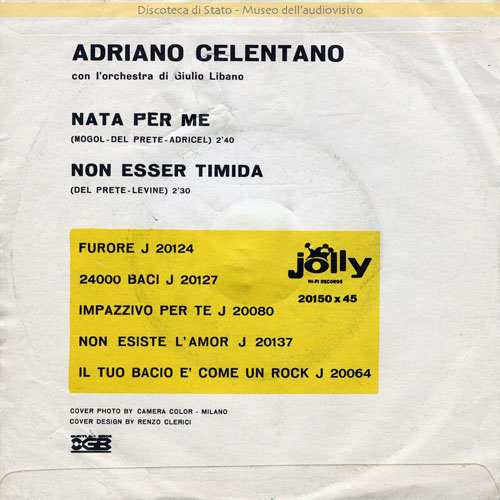 Discoteca di Stato - Museo dell'audiovisivo
ADRIANO CELENTANO
con l'orchestra di Giulio Libano
NATA PER ME
(MOGOL-DEL PRETE-ADRICEL) 2'40
NON ESSER TIMIDA
(DEL PRETE-LEVINE) 2'30
FURORE J 20124
24000 BACI J 20127
IMPAZZIVO PER TE J 20080
NON ESISTE L'AMOR J 20137
IL TUO BACIO E' COME UN ROCK J 20064
jolly
HI-FI RECORDS
20150 x 45
COVER PHOTO BY CAMERA COLOR - MILANO
COVER DESIGN BY RENZO CLERICI